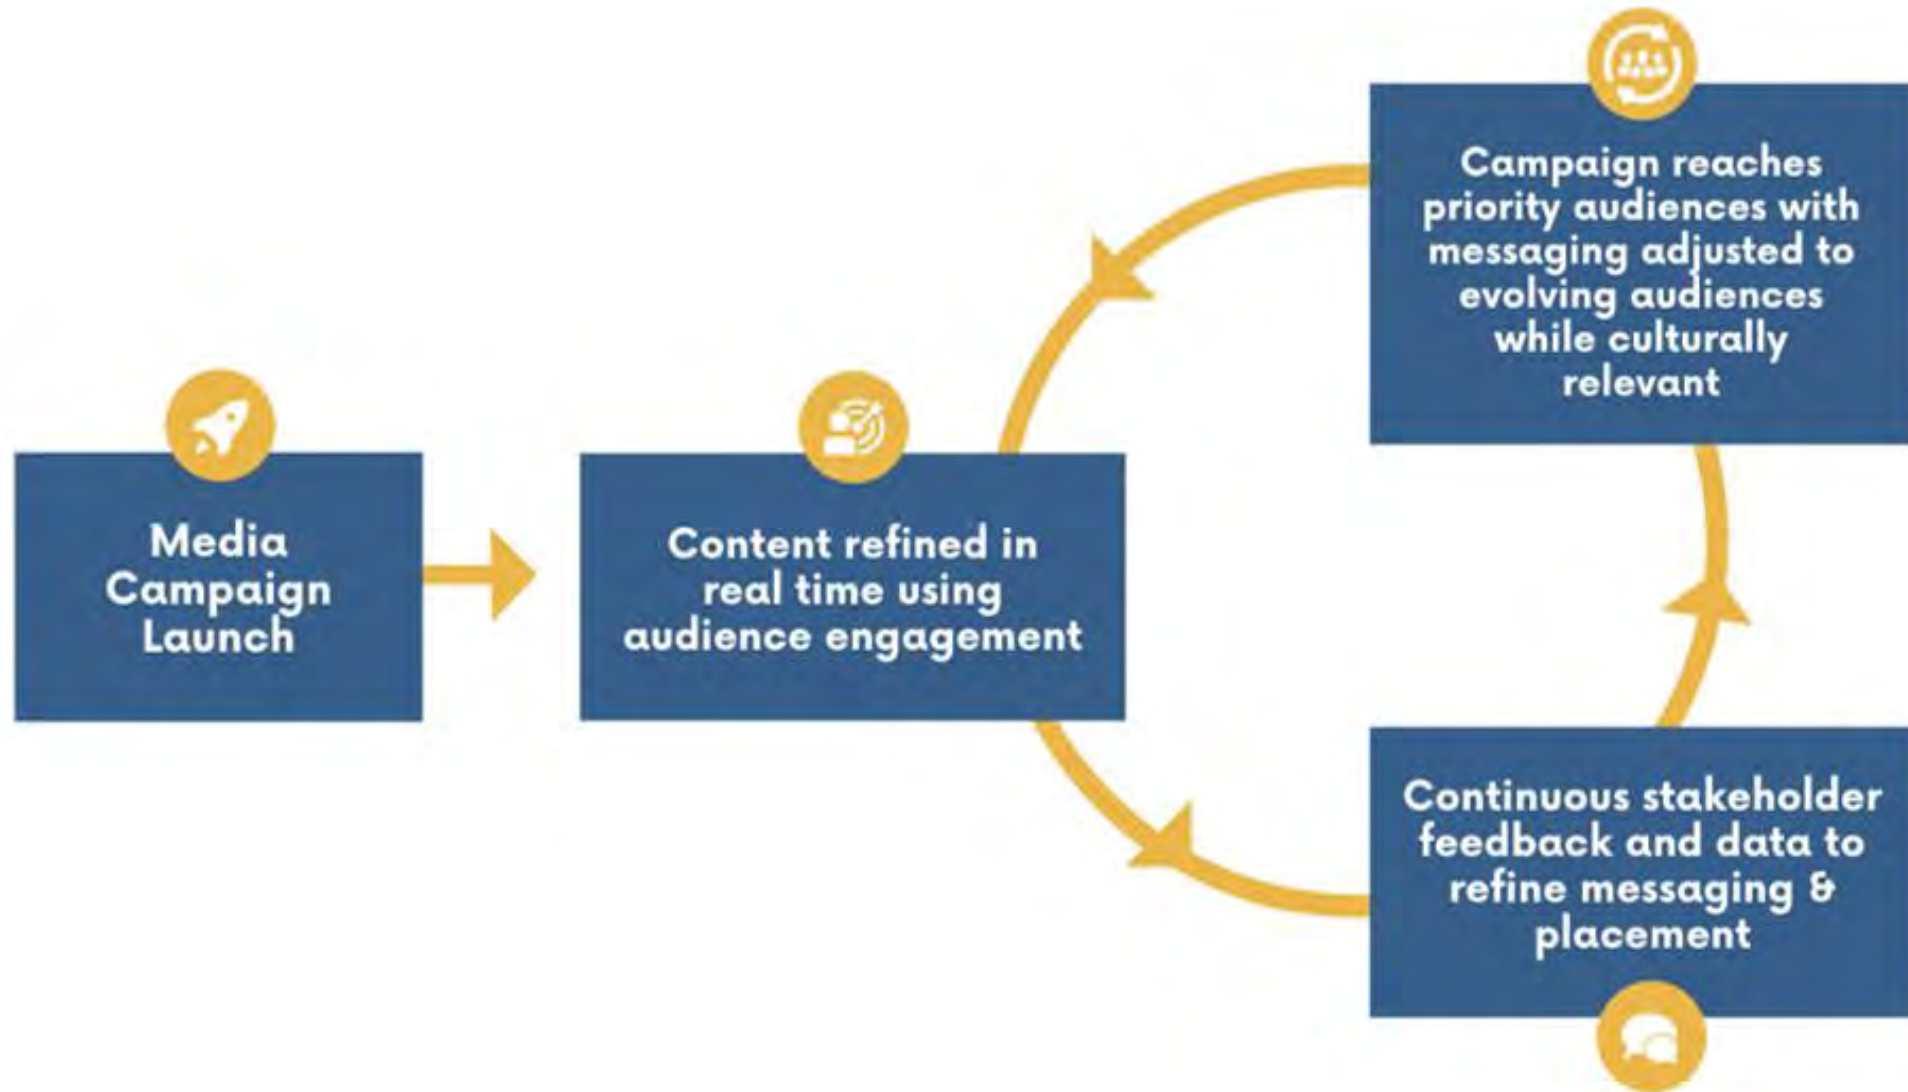 Media
Campaign
Launch
Content refined in
real time using
audience engagement
Campaign reaches
priority audiences with
messaging adjusted to
evolving audiences
while culturally
relevant
Continuous stakeholder
feedback and data to
refine messaging &
placement